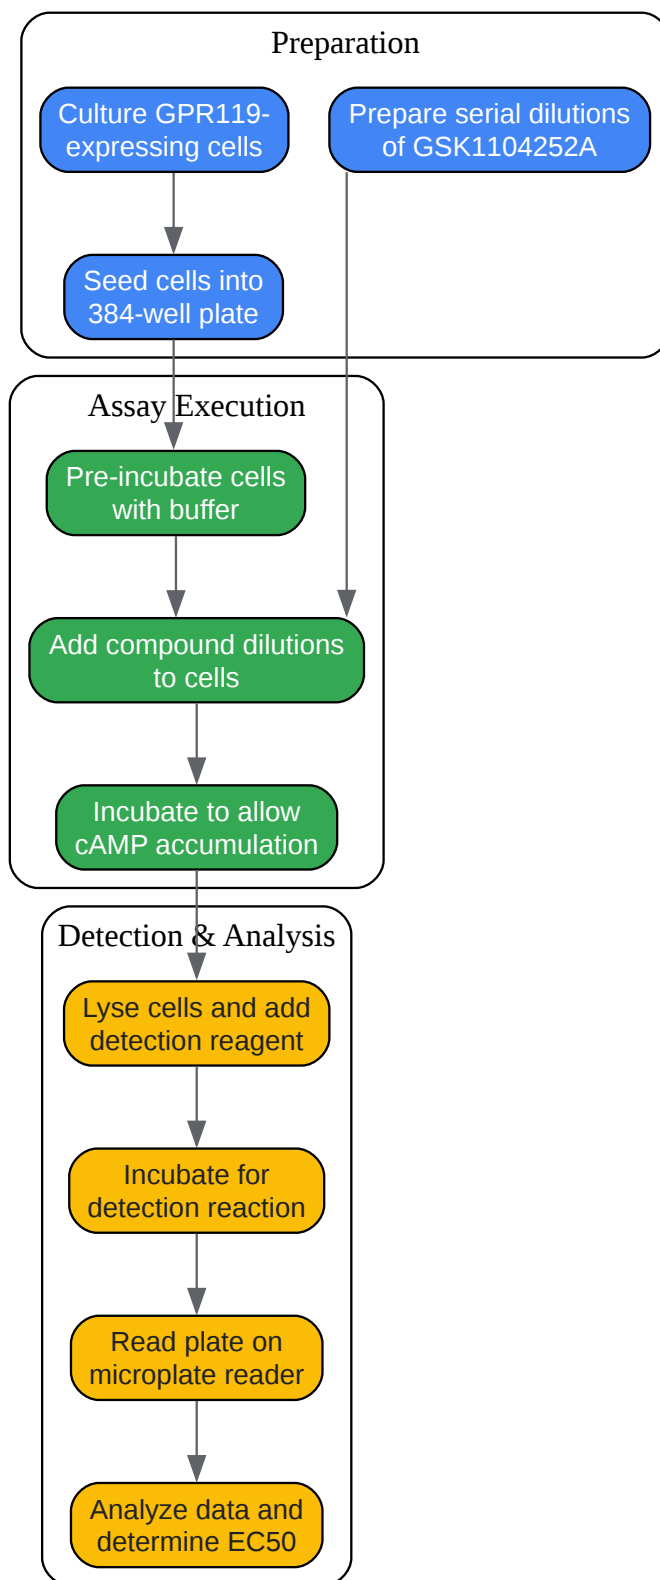 Preparation
Culture GPR119-
expressing cells
Prepare serial dilutions
of GSK1104252A
Seed cells into
384-well plate
Assay Execution
Pre-incubate cells
with buffer
Add compound dilutions
to cells
Incubate to allow
cAMP accumulation
Detection & Analysis
Lyse cells and add
detection reagent
Incubate for
detection reaction
Read plate on
microplate reader
Analyze data and
determine EC50